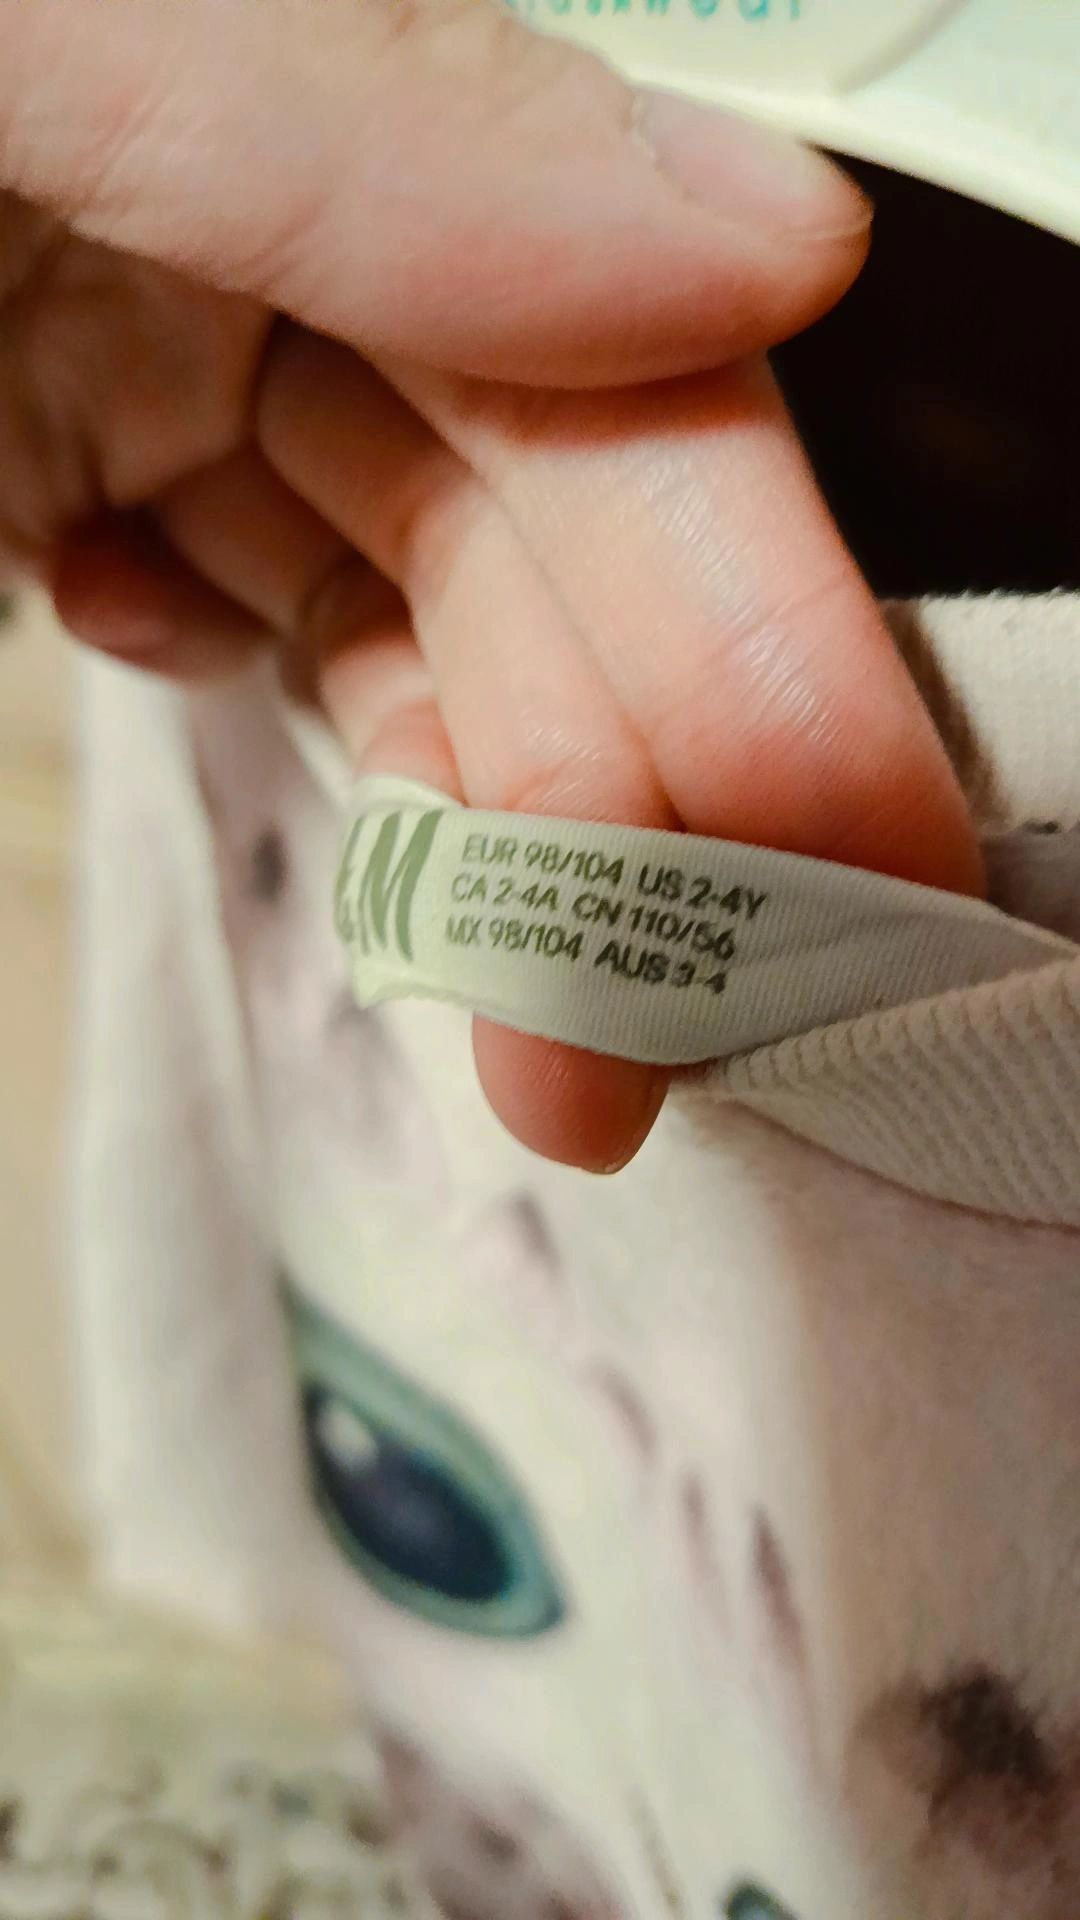 &M
EUR 98/104 US 2-4Y
CA 2-4A CN 110/56
MX 98/104 AUS 3-4